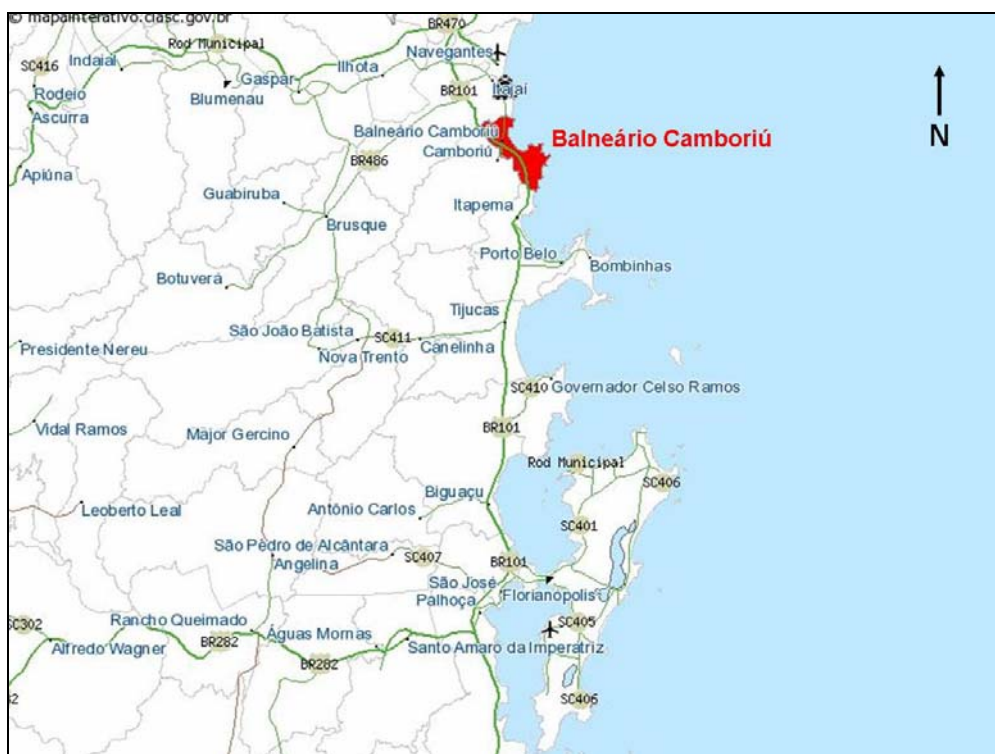 © mapainterativo.ciasc.gov.br
BR470
Rod Municipal
Navegantes
SC416
Indaial
Ilhota
Gaspar
Itajaí
Rodeio
Blumenau
BR101
Ascurra
Balneário Camboriú
Balneário Camboriú
N
Camboriú
BR486
Apiúna
Guabiruba
Itapema
Brusque
Porto Belo
Bombinhas
Botuverá
Tijucas
São João Batista
SC411
Presidente Nereu
Nova Trento
Canelinha
SC410
Governador Celso Ramos
Vidal Ramos
Major Gercino
BR101
Rod Municipal
SC406
Biguaçu
Leoberto Leal
António Carlos
SC401
São Pedro de Alcântara
SC407
BR101
Angelina
São José
Florianopolis
Palhoça
SC302
Rancho Queimado
Águas Mornas
SC405
Alfredo Wagner
BR282
Santo Amaro da Imperatriz
BR282
SC406